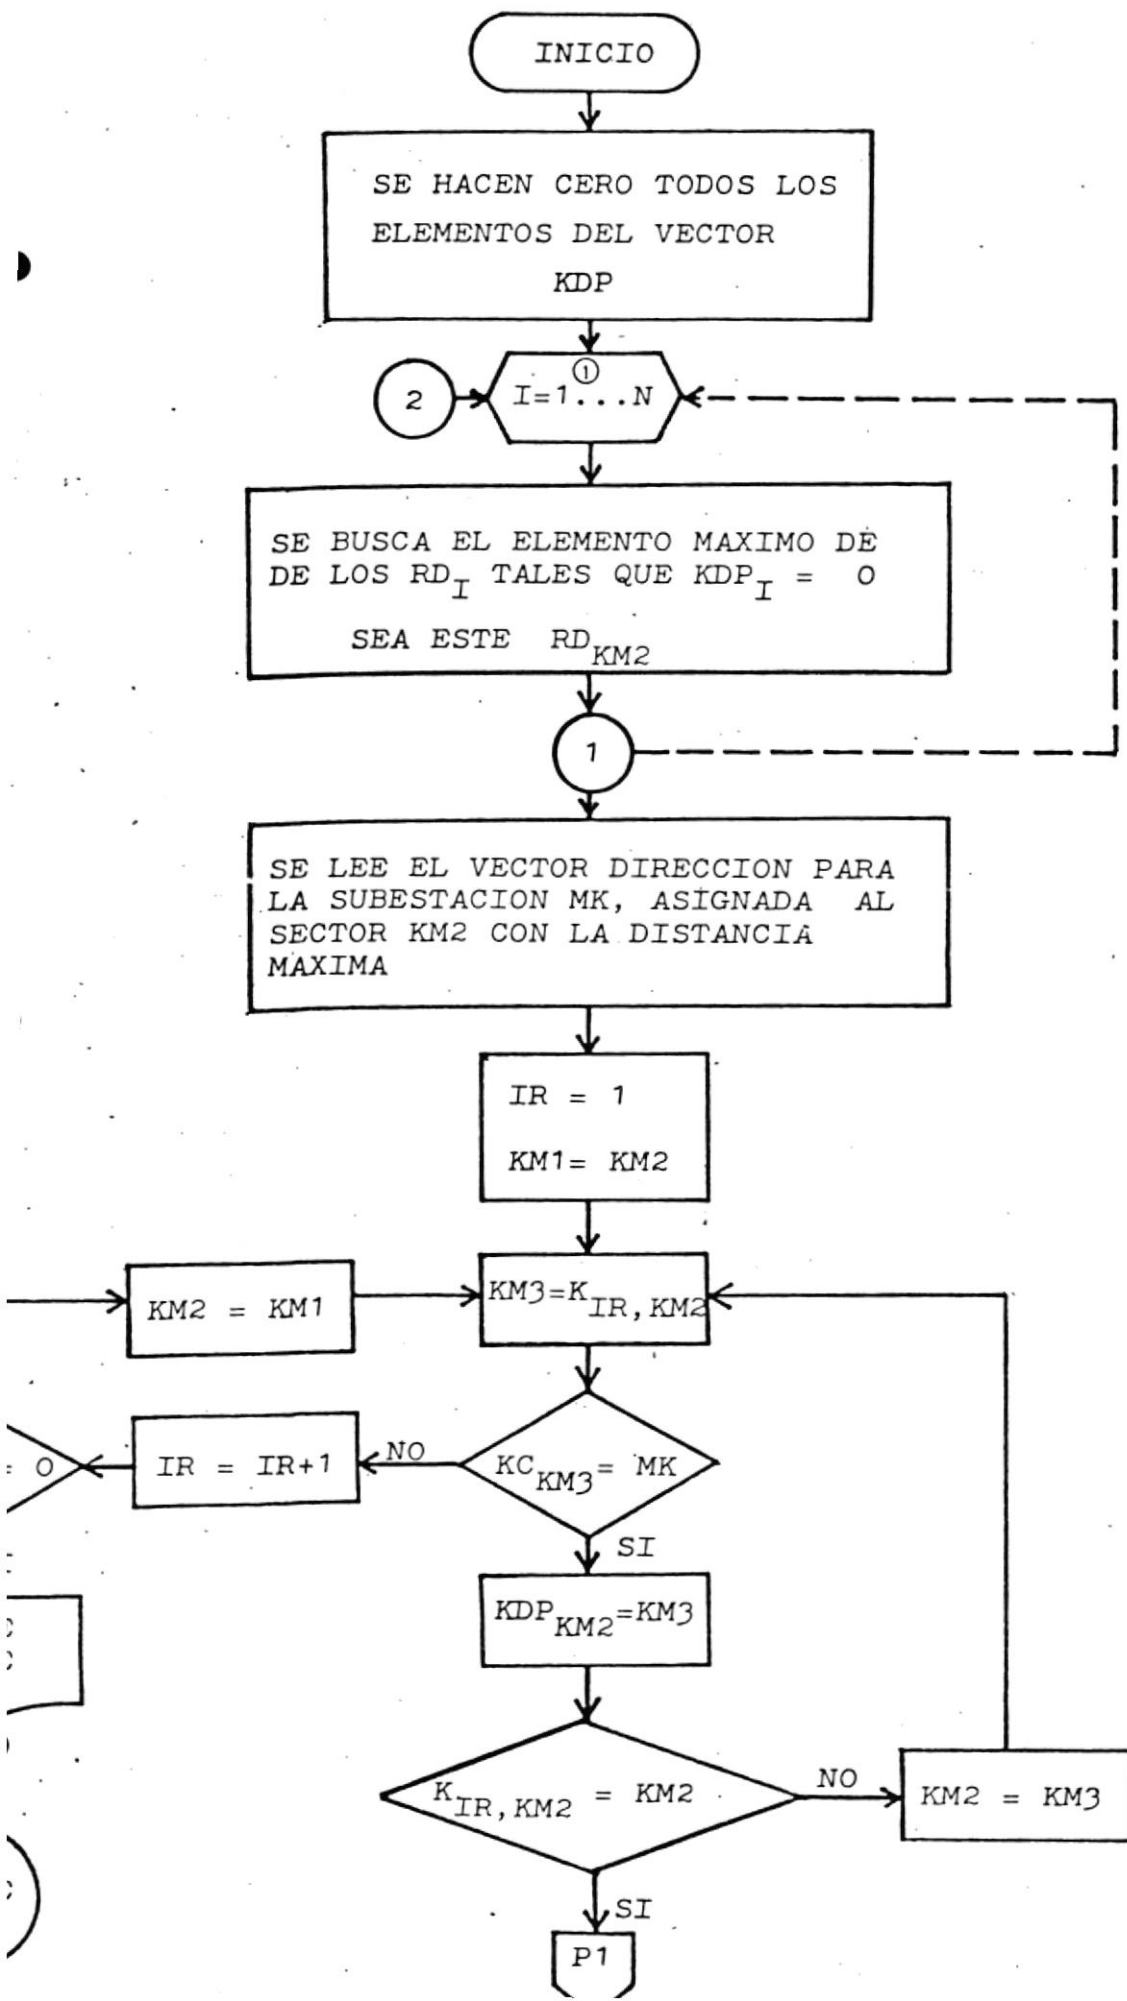 INICIO
SE HACEN CERO TODOS LOS
ELEMENTOS DEL VECTOR
KDP
1
2
I=1...N
SE BUSCA EL ELEMENTO MAXIMO DE
DE LOS RD_I TALES QUE KDP_I = 0
SEA ESTE RD_KM2
1
SE LEE EL VECTOR DIRECCION PARA
LA SUBESTACION MK, ASIGNADA AL
SECTOR KM2 CON LA DISTANCIA
MAXIMA
IR = 1
KM1= KM2
KM2 = KM1
KM3=K_IR,KM2
= 0
IR = IR+1
NO
KC_KM3= MK
SI
KDP_KM2=KM3
K_IR,KM2 = KM2
NO
KM2 = KM3
SI
P1